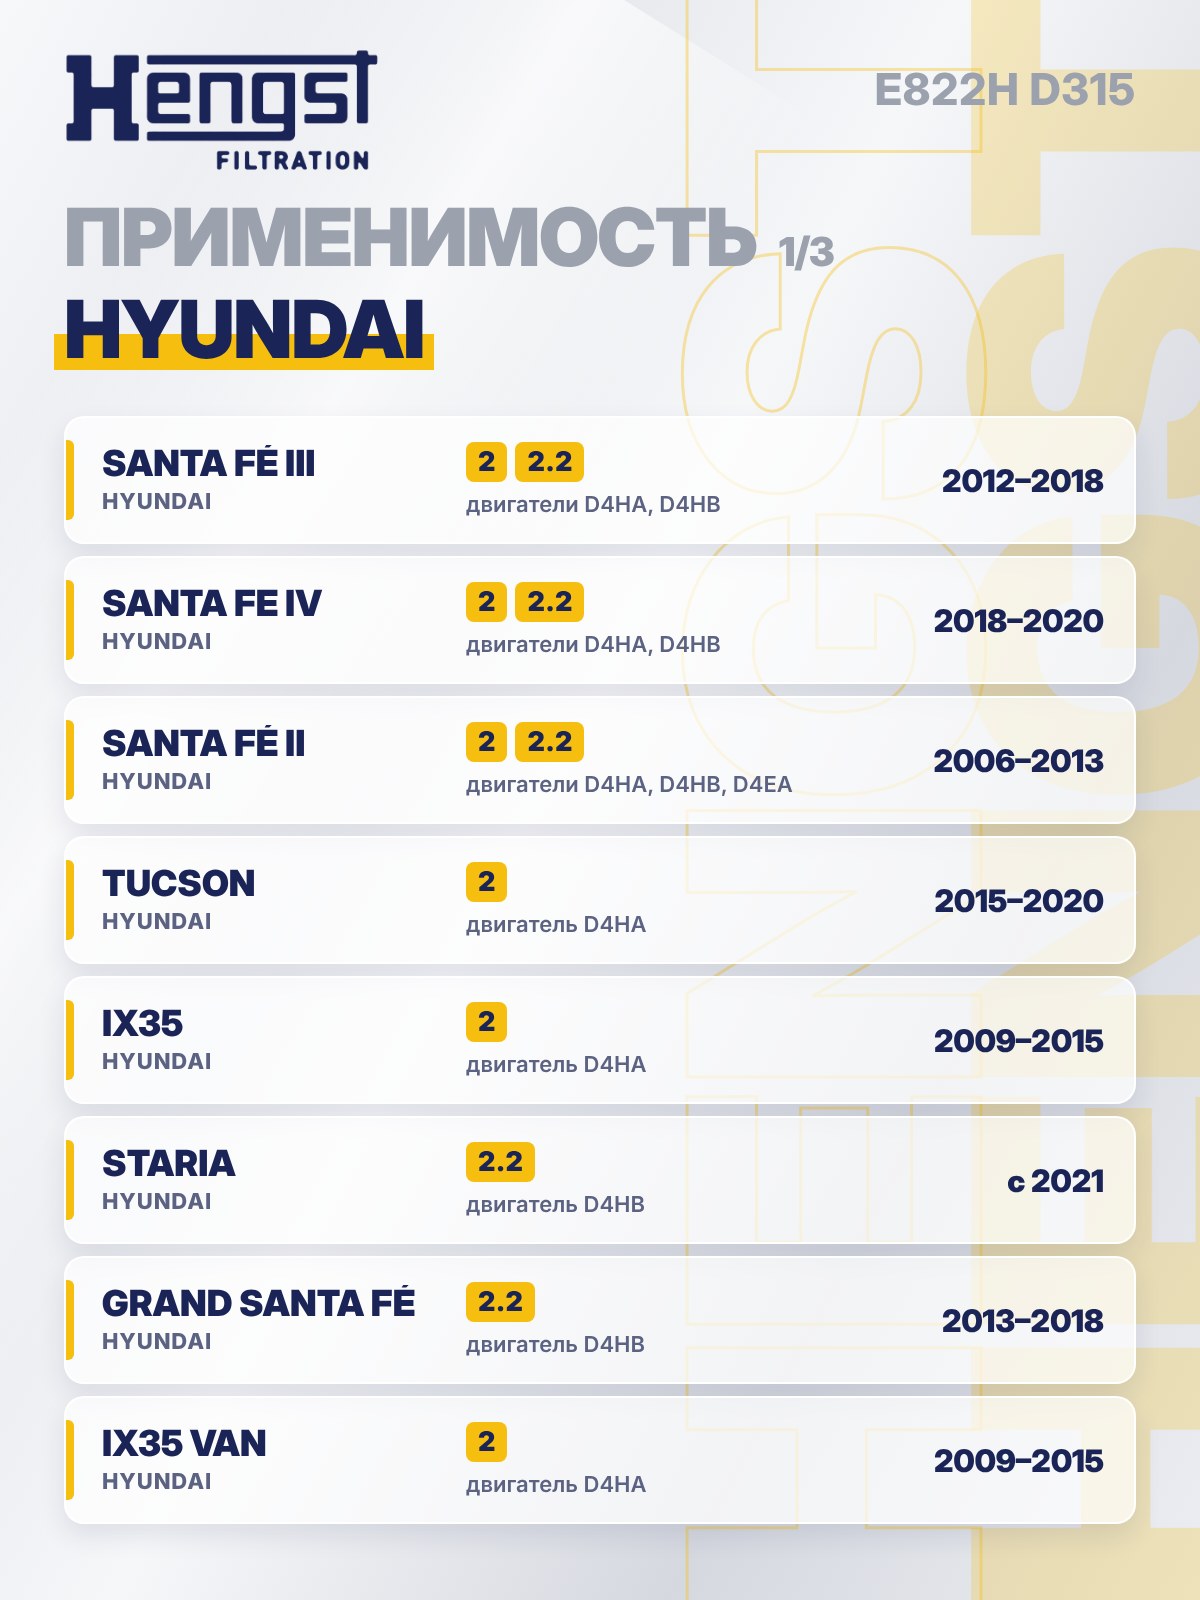 Hengst
FILTRATION
E822H D315
ПРИМЕНИМОСТЬ 1/3
HYUNDAI
SANTA FÉ III
HYUNDAI
2 2.2
двигатели D4HA, D4HB
2012–2018
SANTA FE IV
HYUNDAI
2 2.2
двигатели D4HA, D4HB
2018–2020
SANTA FÉ II
HYUNDAI
2 2.2
двигатели D4HA, D4HB, D4EA
2006–2013
TUCSON
HYUNDAI
2
двигатель D4HA
2015–2020
IX35
HYUNDAI
2
двигатель D4HA
2009–2015
STARIA
HYUNDAI
2.2
двигатель D4HB
с 2021
GRAND SANTA FÉ
HYUNDAI
2.2
двигатель D4HB
2013–2018
IX35 VAN
HYUNDAI
2
двигатель D4HA
2009–2015
HENGST
HENGST